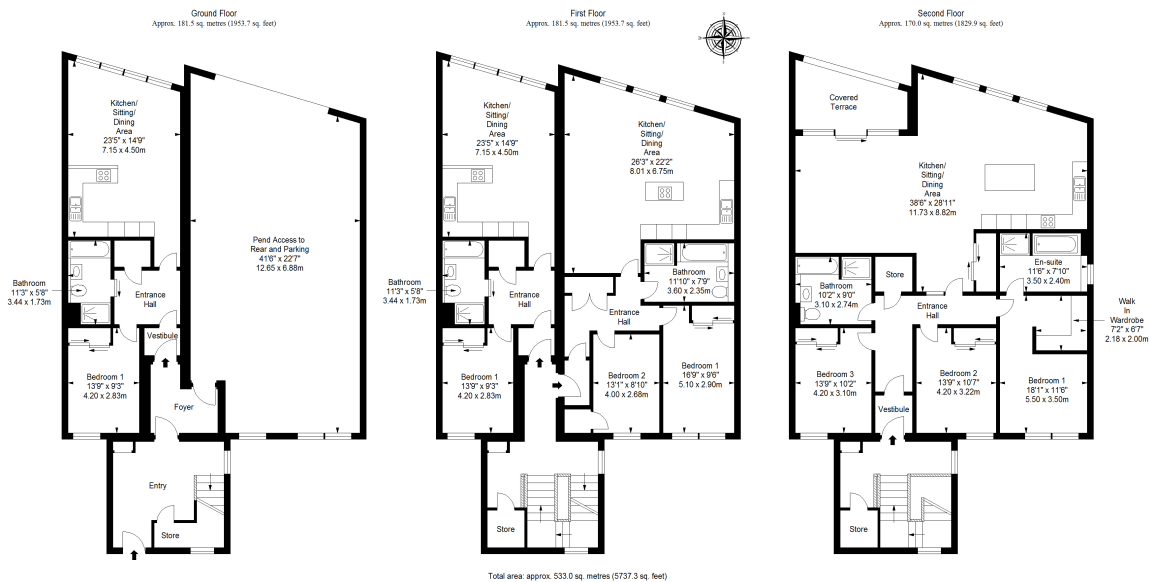 Ground Floor
Approx. 181.5 sq. metres (1953.7 sq. feet)
Kitchen/
Sitting/
Dining
Area
23'5" x 14'9"
7.15 x 4.50m
Pend Access to
Rear and Parking
41'6" x 22'7"
12.65 x 6.88m
Bathroom
11'3" x 5'8"
3.44 x 1.73m
Entrance
Hall
Vestibule
Bedroom 1
13'9" x 9'3"
4.20 x 2.83m
Foyer
Entry
Store
First Floor
Approx. 181.5 sq. metres (1953.7 sq. feet)
Kitchen/
Sitting/
Dining
Area
23'5" x 14'9"
7.15 x 4.50m
Kitchen/
Sitting/
Dining
Area
26'3" x 22'2"
8.01 x 6.75m
Bathroom
11'3" x 5'8"
3.44 x 1.73m
Entrance
Hall
Bathroom
11'10" x 7'9"
3.60 x 2.35m
Entrance
Hall
Bedroom 1
13'9" x 9'3"
4.20 x 2.83m
Bedroom 2
13'1" x 8'10"
4.00 x 2.68m
Bedroom 1
16'9" x 9'6"
5.10 x 2.90m
Store
Second Floor
Approx. 170.0 sq. metres (1829.9 sq. feet)
Covered
Terrace
Kitchen/
Sitting/
Dining
Area
38'6" x 28'11"
11.73 x 8.82m
Bathroom
10'2" x 9'0"
3.10 x 2.74m
Store
En-suite
11'6" x 7'10"
3.50 x 2.40m
Entrance
Hall
Walk
In
Wardrobe
7'2" x 6'7"
2.18 x 2.00m
Bedroom 3
13'9" x 10'2"
4.20 x 3.10m
Bedroom 2
13'9" x 10'7"
4.20 x 3.22m
Bedroom 1
18'1" x 11'6"
5.50 x 3.50m
Vestibule
Store
Total area: approx. 533.0 sq. metres (5737.3 sq. feet)